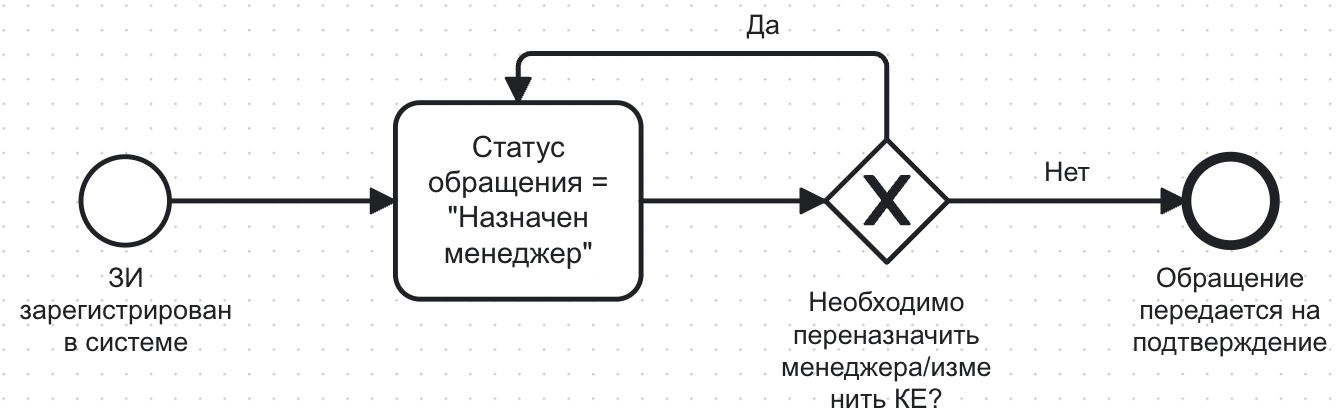 Да
Статус
обращения =
"Назначен
менеджер"
Нет
ЗИ
зарегистрирован
в системе
Необходимо
переназначить
менеджера/изме
нить КЕ?
Обращение
передается на
подтверждение